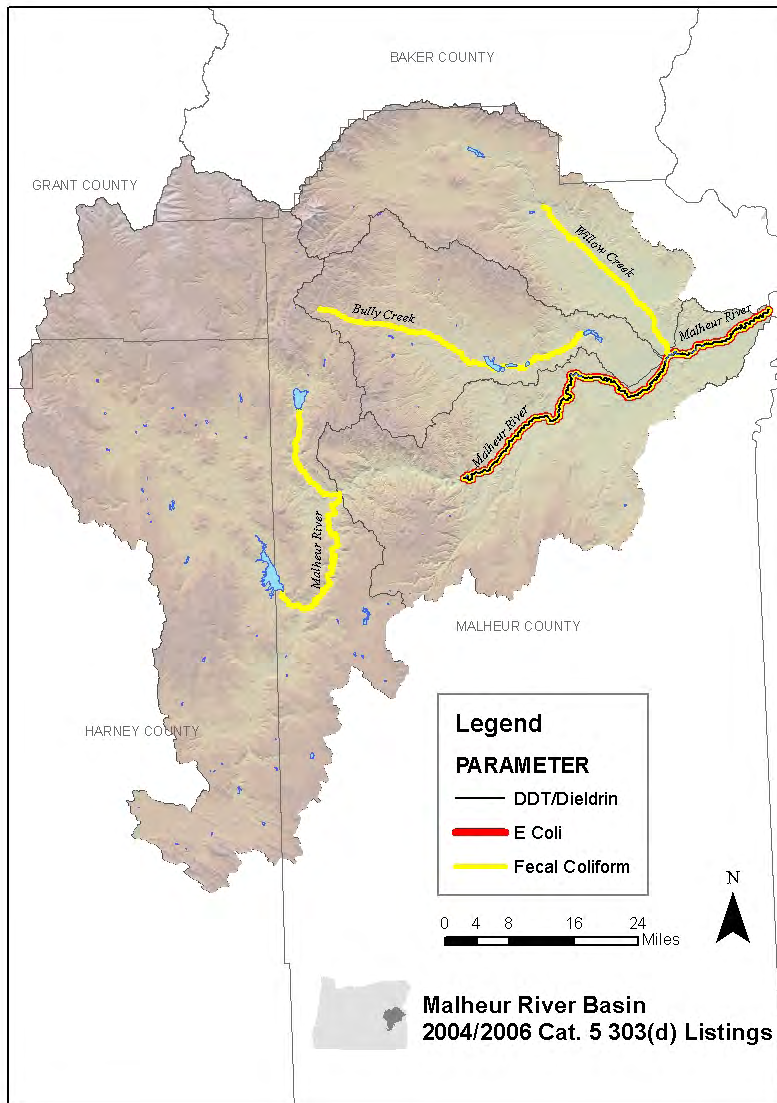 BAKER COUNTY
GRANT COUNTY
Willow Creek
Bully Creek
Malheur River
Malheur River
Malheur River
MALHEUR COUNTY
HARNEY COUNTY
Legend
PARAMETER
DDT/Dieldrin
E Coli
Fecal Coliform
N
0 4 8 16 24
Miles
Malheur River Basin
2004/2006 Cat. 5 303(d) Listings